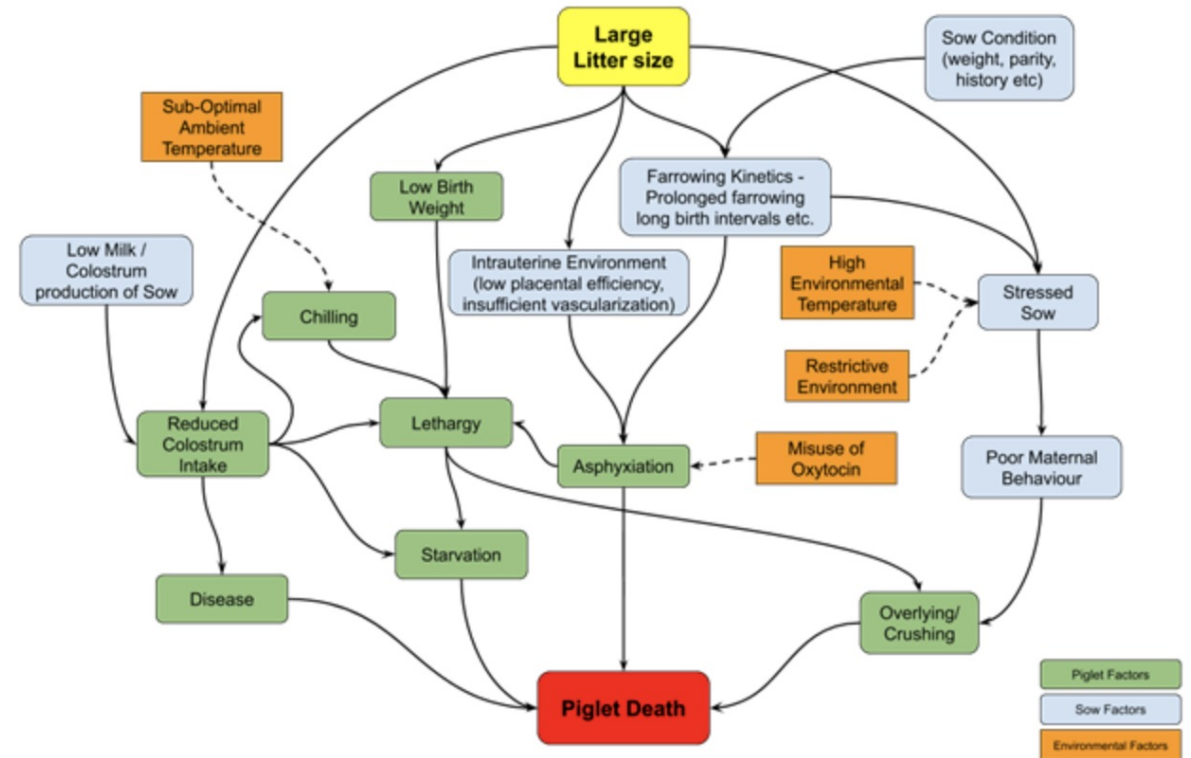 Large
Litter size
Sow Condition
(weight, parity,
history etc)
Sub-Optimal
Ambient
Temperature
Low Birth
Weight
Farrowing Kinetics -
Prolonged farrowing
long birth intervals etc.
Low Milk /
Colostrum
production of Sow
Intrauterine Environment
(low placental efficiency,
insufficient vascularization)
High
Environmental
Temperature
Stressed
Sow
Chilling
Restrictive
Environment
Reduced
Colostrum
Intake
Lethargy
Asphyxiation
Misuse of
Oxytocin
Poor Maternal
Behaviour
Starvation
Disease
Overlying/
Crushing
Piglet Death
Piglet Factors
Sow Factors
Environmental Factors